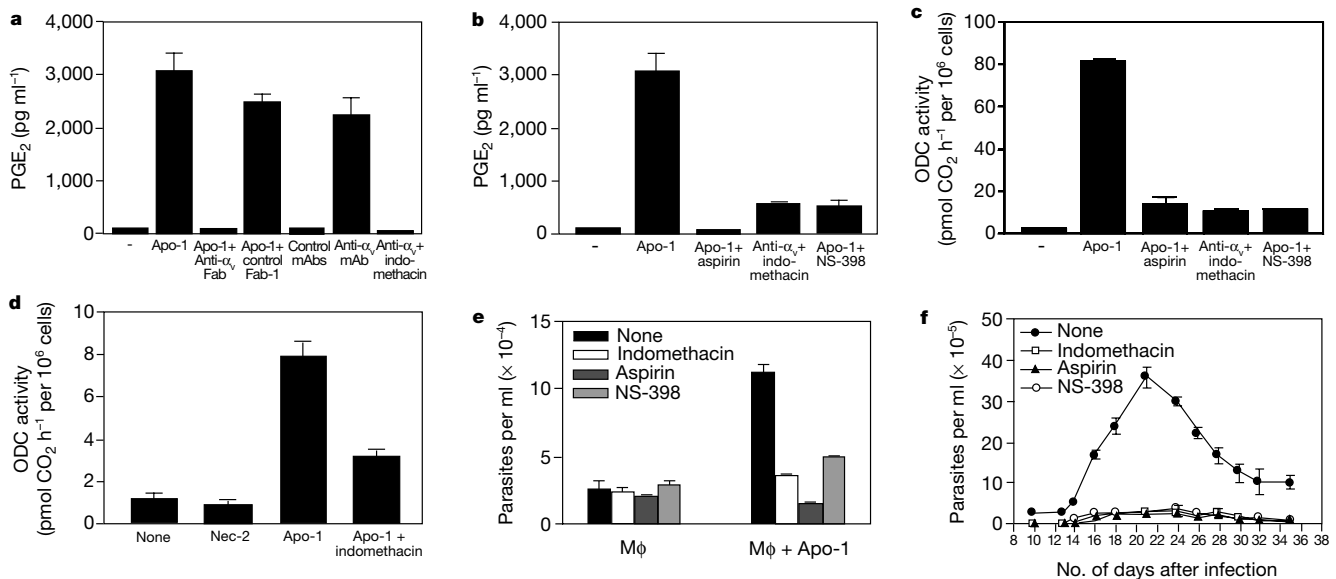 a
PGE₂ (pg ml⁻¹)
4,000
3,000
2,000
1,000
0
-
Apo-1
Apo-1+
Anti-αᵥ
Fab
Apo-1+
control
Fab-1
Control
mAbs
Anti-αᵥ
mAb
Anti-αᵥ+
indo-
methacin
b
PGE₂ (pg ml⁻¹)
4,000
3,000
2,000
1,000
0
–
Apo-1
Apo-1+
aspirin
Anti-αᵥ+
indo-
methacin
Apo-1+
NS-398
c
ODC activity
(pmol CO₂ h⁻¹ per 10⁶ cells)
100
80
60
40
20
0
–
Apo-1
Apo-1+
aspirin
Anti-αᵥ+
indo-
methacin
Apo-1+
NS-398
d
ODC activity
(pmol CO₂ h⁻¹ per 10⁶ cells)
10
8
6
4
2
0
None
Nec-2
Apo-1
Apo-1 +
indomethacin
e
Parasites per ml (× 10⁻⁴)
15
10
5
0
None
Indomethacin
Aspirin
NS-398
Mϕ
Mϕ + Apo-1
f
Parasites per ml (× 10⁻⁵)
50
40
30
20
10
0
None
Indomethacin
Aspirin
NS-398
8 10 12 14 16 18 20 22 24 26 28 30 32 34 36 38
No. of days after infection